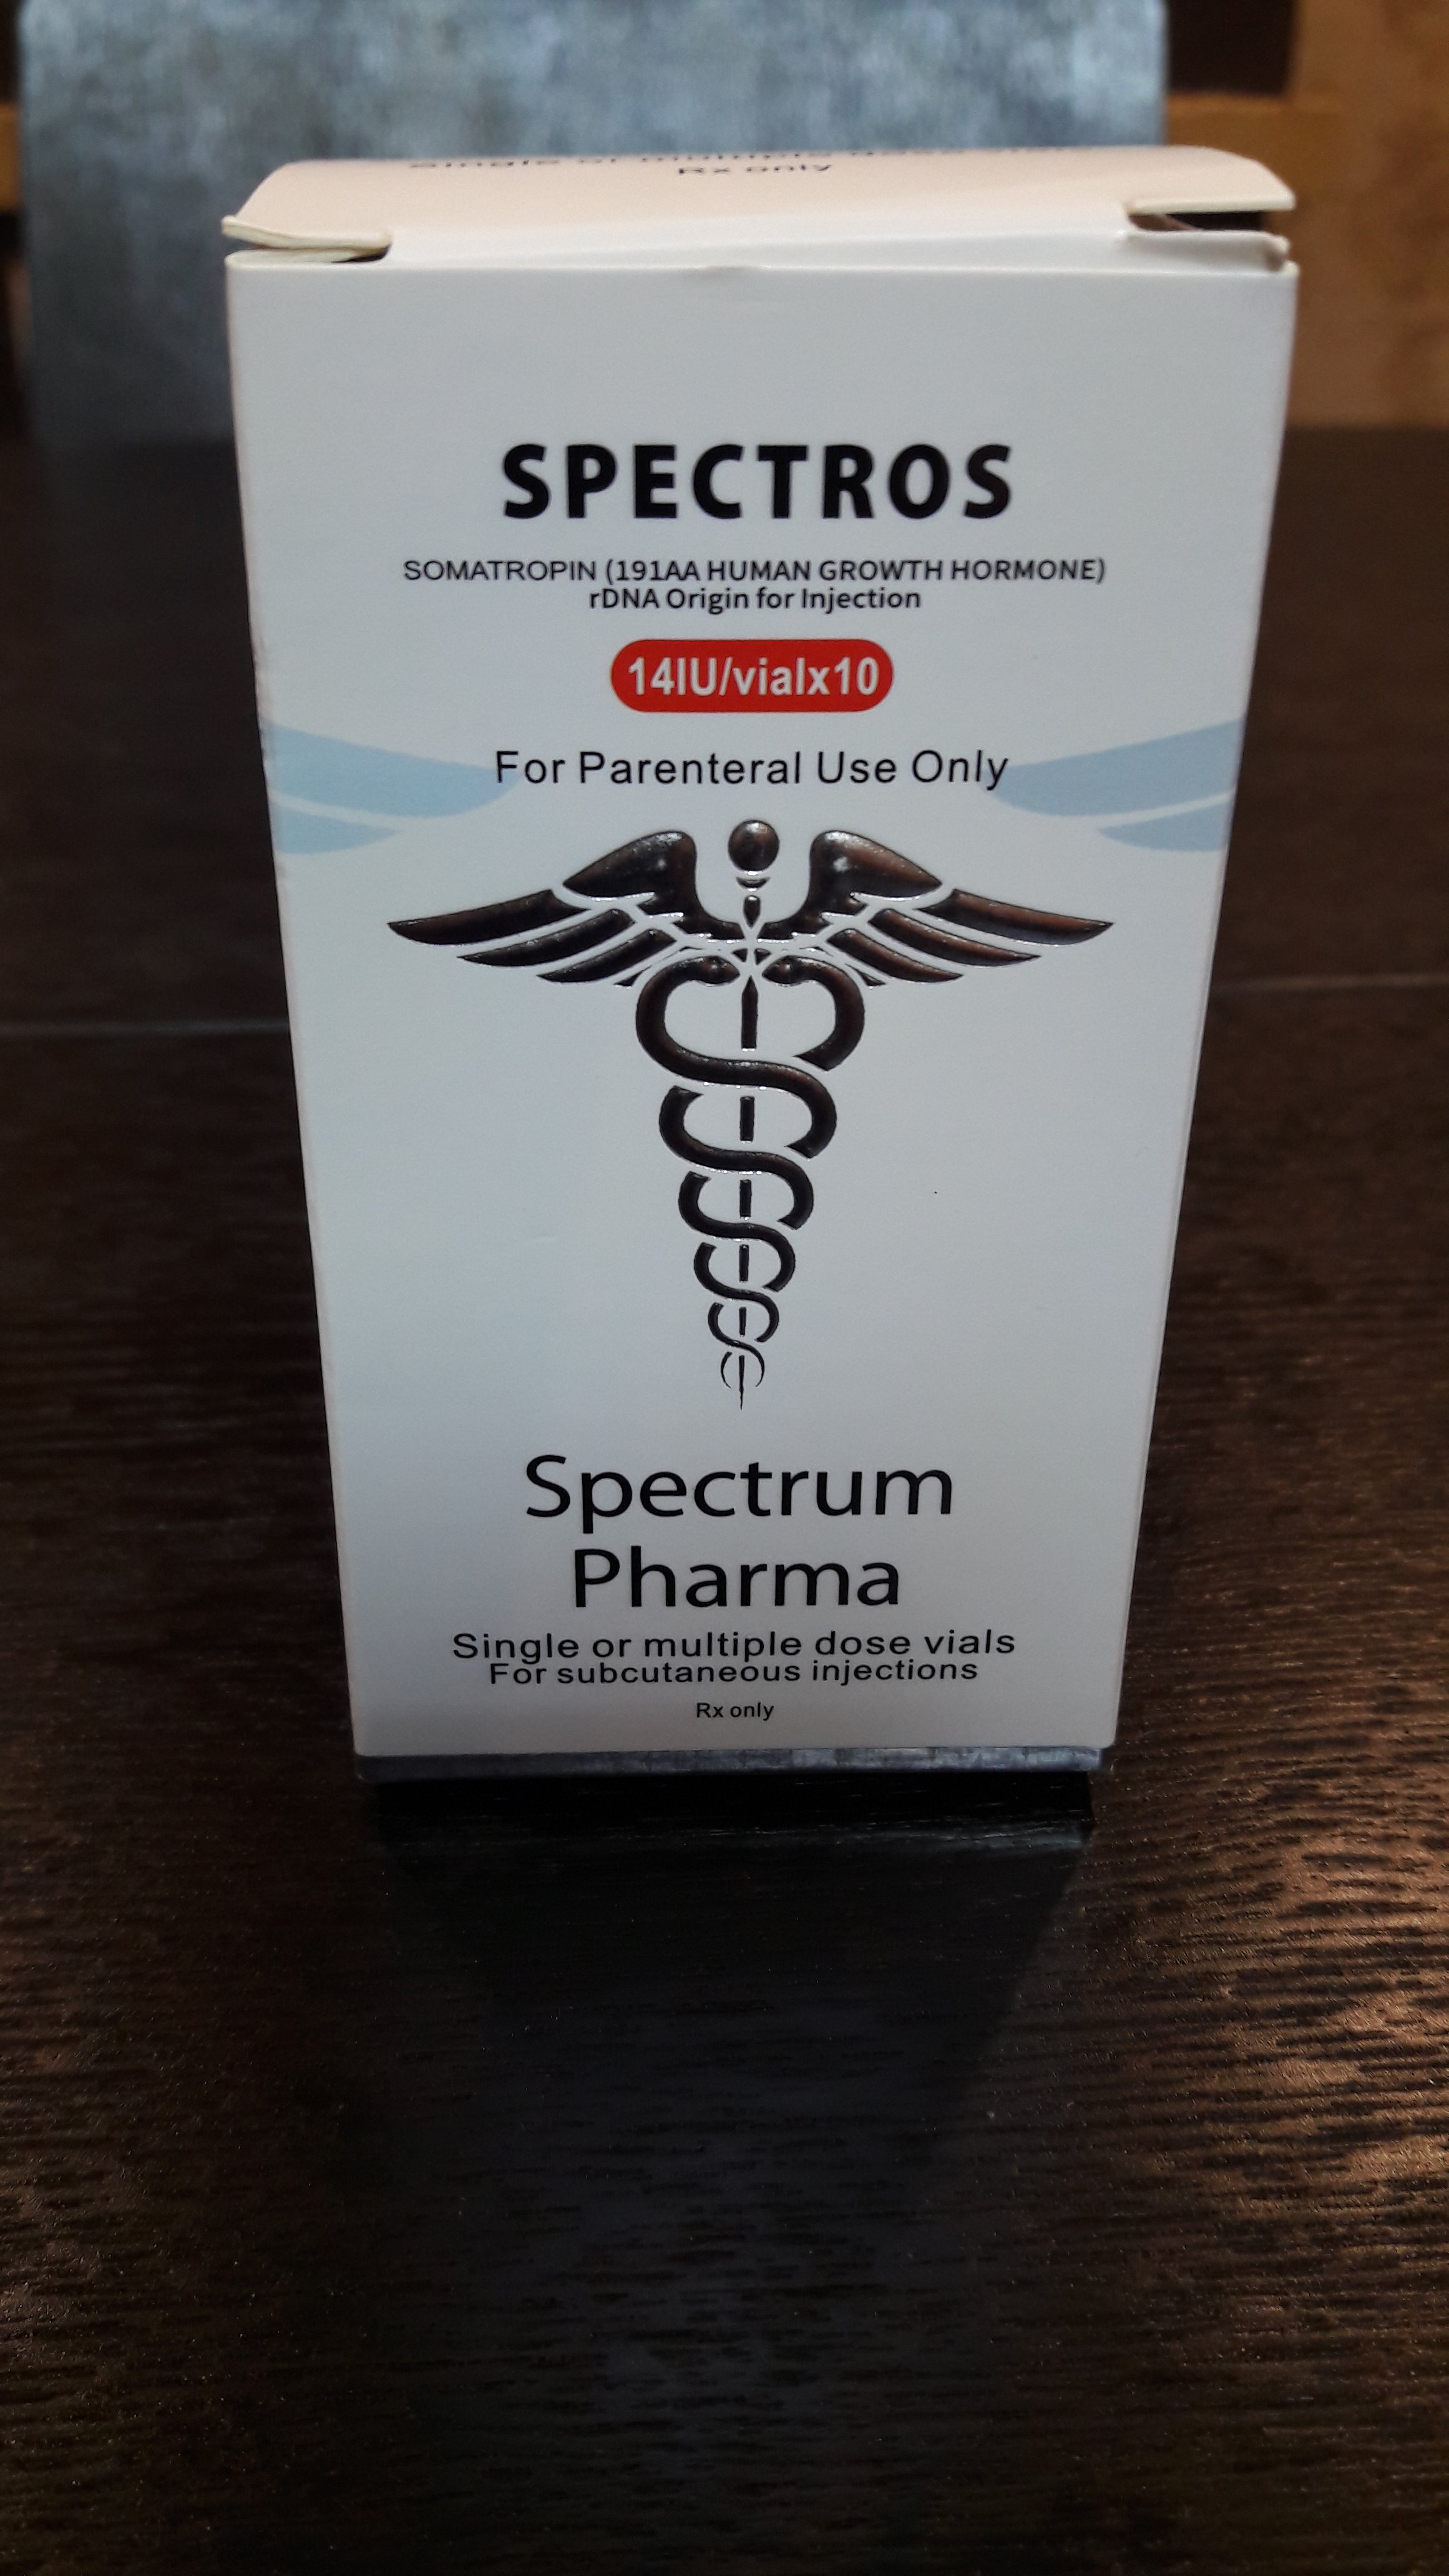 Rx only
SPECTROS
SOMATROPIN (191AA HUMAN GROWTH HORMONE)
rDNA Origin for Injection
14IU/vialx10
For Parenteral Use Only
Spectrum
Pharma
Single or multiple dose vials
For subcutaneous injections
Rx only